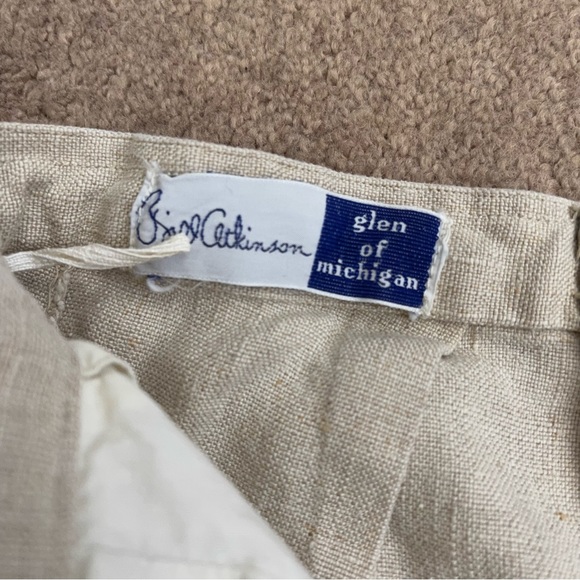 Bill Atkinson
glen
of
michigan